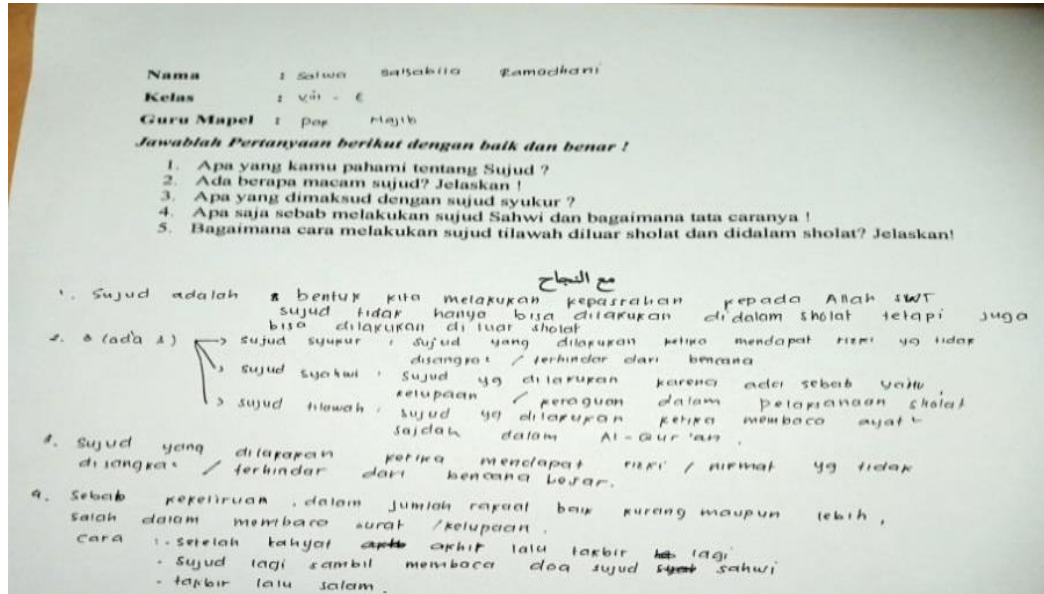 Nama : Salwa Salsabila Ramadhani
Kelas : VIII - E
Guru Mapel : Pak Majib
Jawablah Pertanyaan berikut dengan baik dan benar !
1. Apa yang kamu pahami tentang Sujud ?
2. Ada berapa macam sujud? Jelaskan !
3. Apa yang dimaksud dengan sujud syukur ?
4. Apa saja sebab melakukan sujud Sahwi dan bagaimana tata caranya !
5. Bagaimana cara melakukan sujud tilawah diluar sholat dan didalam sholat? Jelaskan!
مع النجاح
1. Sujud adalah bentuk kita melakukan kepasrahan kepada Allah SWT.
sujud tidak hanya bisa dilakukan di dalam sholat tetapi juga
bisa dilakukan di luar sholat
2. (ada 3) sujud syukur : sujud yang dilakukan ketika mendapat rizki yg tidak
disangka2 / terhindar dari bencana
sujud syahwi : sujud yg dilakukan karena ada sebab yaitu
kelupaan / keraguan dalam pelaksanaan sholat
sujud tilawah : sujud yg dilakukan ketika membaca ayat2
sajdah dalam Al-Qur'an.
3. Sujud yang dilakakan ketika mendapat rizki / nikmat yg tidak
disangka2 / terhindar dari bencana besar.
4. Sebab kekeliruan dalam jumlah rakaat baik kurang maupun lebih,
salah dalam membaca surat / kelupaan.
Cara : - setelah tahyat akhir lalu takbir lagi
- Sujud lagi sambil membaca doa sujud sahwi
- takbir lalu salam.